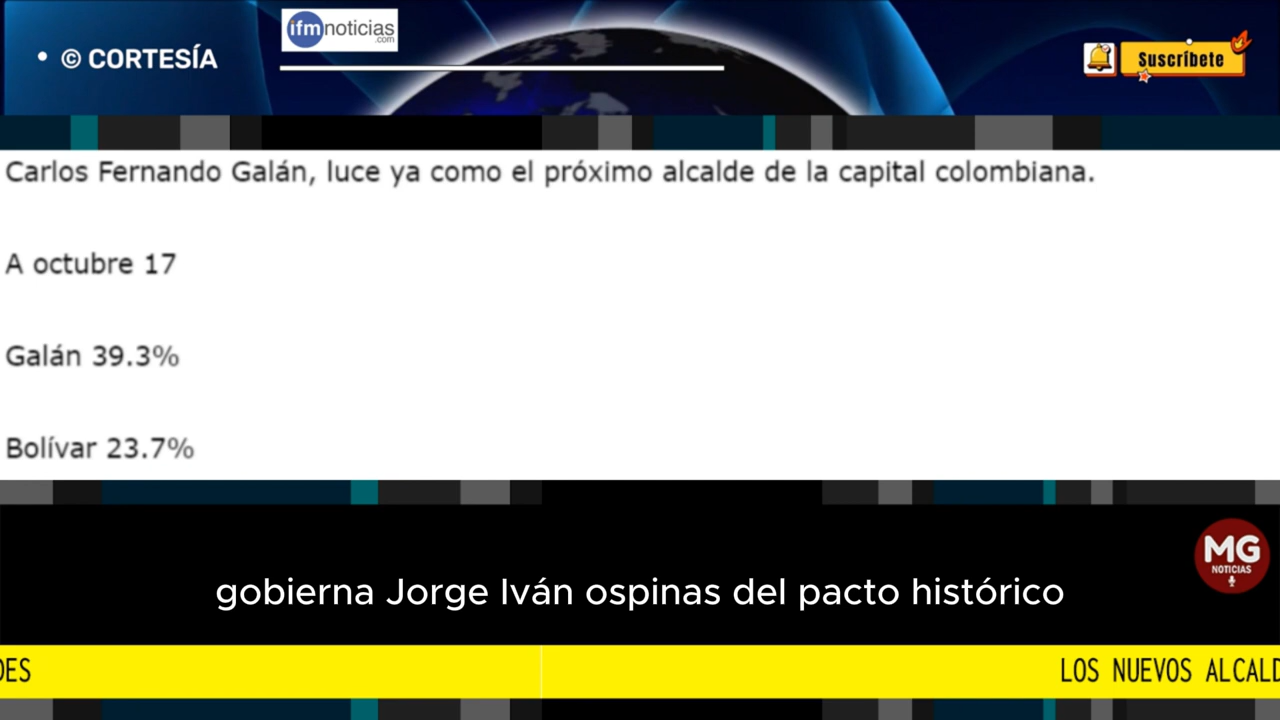 • © CORTESÍA
ifmnoticias
.com
Suscríbete
Carlos Fernando Galán, luce ya como el próximo alcalde de la capital colombiana.
A octubre 17
Galán 39.3%
Bolívar 23.7%
MG
NOTICIAS
gobierna Jorge Iván ospinas del pacto histórico
DES
LOS NUEVOS ALCALD